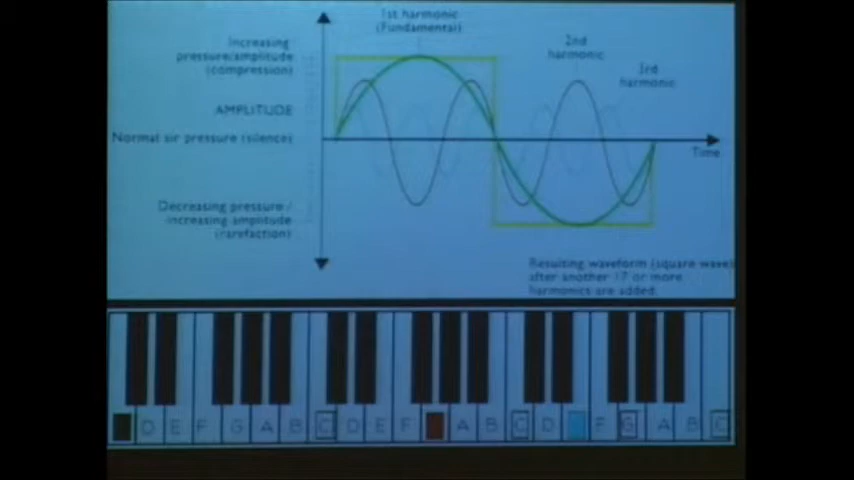 1st harmonic
(Fundamental)
Increasing
pressure/amplitude
(compression)
2nd
harmonic
3rd
harmonic
AMPLITUDE
Normal air pressure (silence)
Time
Decreasing pressure /
increasing amplitude
(rarefaction)
Resulting waveform (square wave)
after another 17 or more
harmonics are added.
D E F G A B C D E F A B C D F G A B C